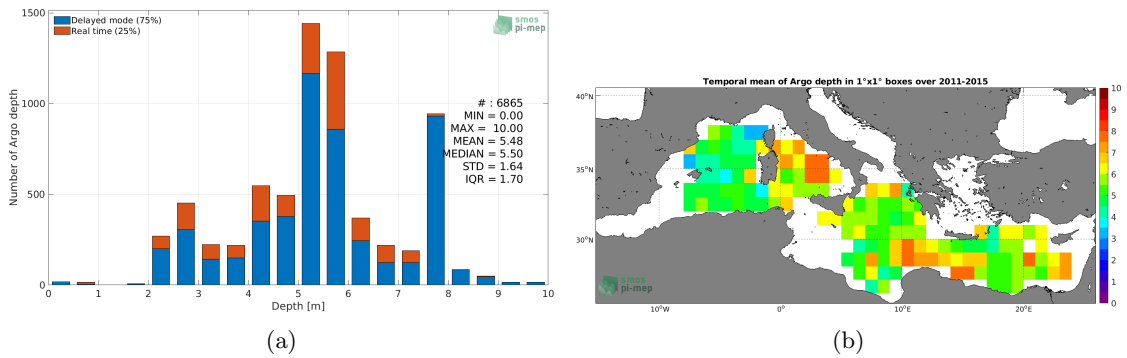 Delayed mode (75%)
Real time (25%)
smos
pi-mep
Number of Argo depth
1500
1000
500
0
# : 6865
MIN = 0.00
MAX = 10.00
MEAN = 5.48
MEDIAN = 5.50
STD = 1.64
IQR = 1.70
0 1 2 3 4 5 6 7 8 9 10
Depth [m]
(a)
Temporal mean of Argo depth in 1°x1° boxes over 2011-2015
40°N
35°N
30°N
10°W 0° 10°E 20°E
smos
pi-mep
10
9
8
7
6
5
4
3
2
1
0
(b)